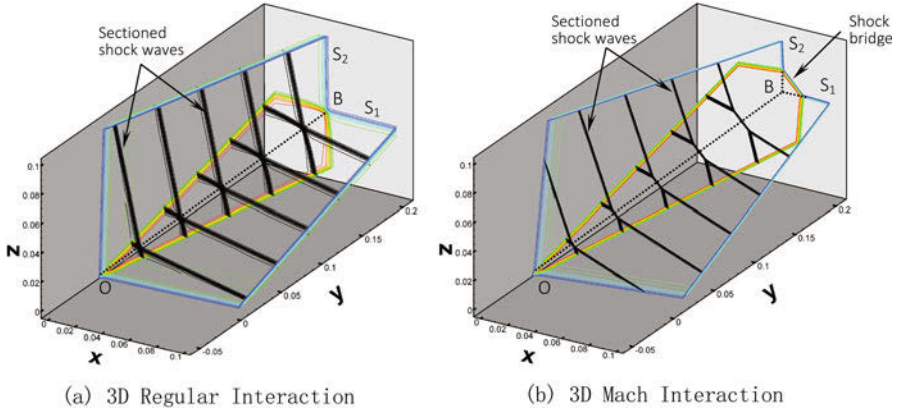 Sectioned
shock waves
S2
B
S1
O
0.1
0.08
0.06
0.04
0.02
0
z
0
0.02
0.04
0.06
0.08
0.1
x
-0.05
0
0.05
0.1
0.15
0.2
y
(a) 3D Regular Interaction
Sectioned
shock waves
Shock
bridge
S2
B
S1
O
0.1
0.08
0.06
0.04
0.02
0
z
0
0.02
0.04
0.06
0.08
0.1
x
-0.05
0
0.05
0.1
0.15
0.2
y
(b) 3D Mach Interaction